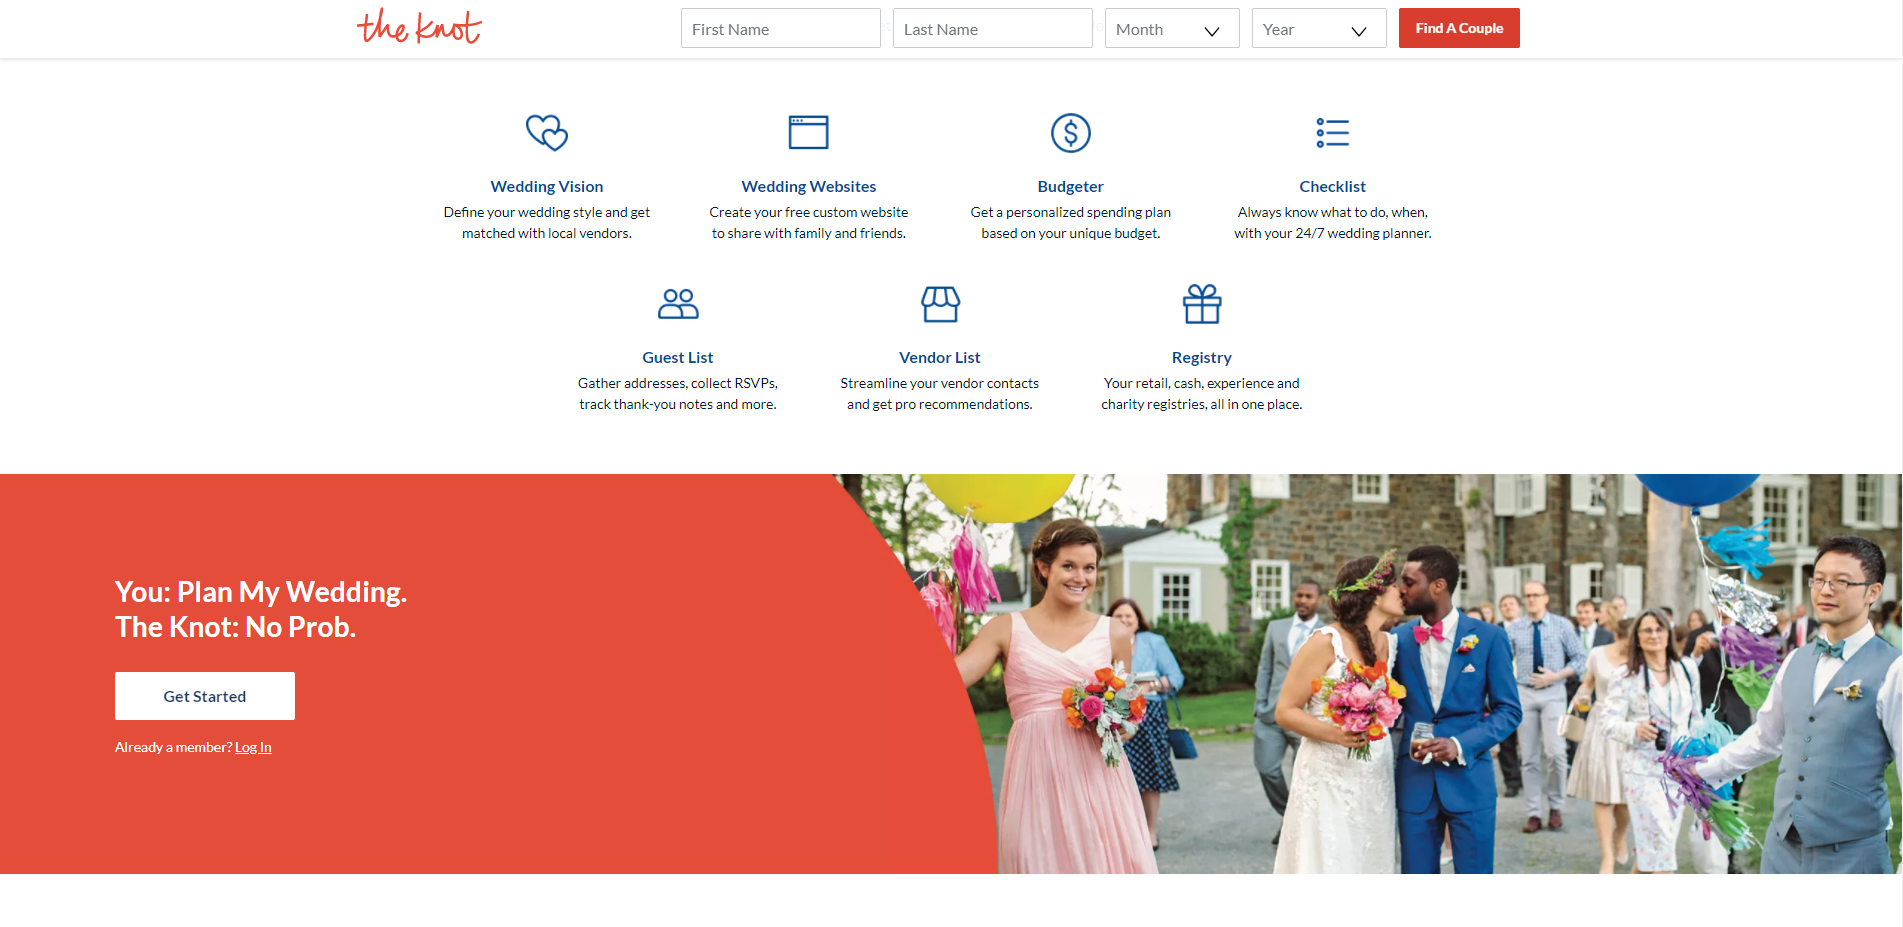 the knot
First Name
Last Name
Month
Year
Find A Couple
Wedding Vision
Define your wedding style and get
matched with local vendors.
Wedding Websites
Create your free custom website
to share with family and friends.
Budgeter
Get a personalized spending plan
based on your unique budget.
Checklist
Always know what to do, when,
with your 24/7 wedding planner.
Guest List
Gather addresses, collect RSVPs,
track thank-you notes and more.
Vendor List
Streamline your vendor contacts
and get pro recommendations.
Registry
Your retail, cash, experience and
charity registries, all in one place.
You: Plan My Wedding.
The Knot: No Prob.
Get Started
Already a member? Log In